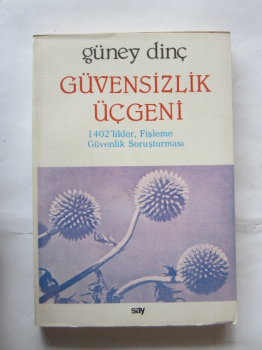 güney dinç
GÜVENSİZLİK
ÜÇGENİ
1402'likler, Fişleme
Güvenlik Soruşturması
say